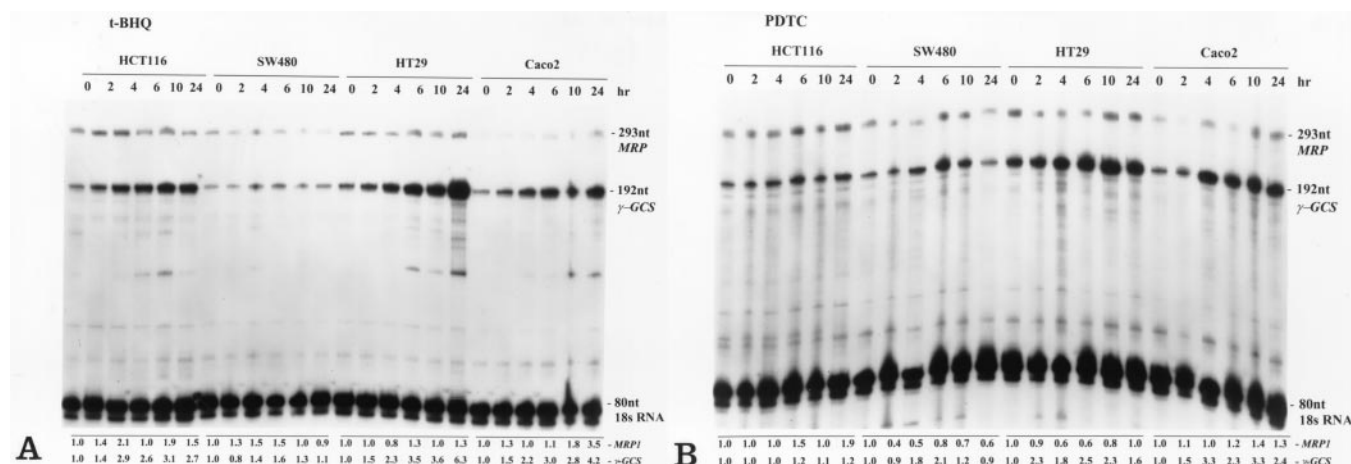 t-BHQ
HCT116 SW480 HT29 Caco2
0 2 4 6 10 24 0 2 4 6 10 24 0 2 4 6 10 24 0 2 4 6 10 24
hr
- 293nt
MRP
- 192nt
γ-GCS
- 80nt
18s RNA
1.0 1.4 2.1 1.0 1.9 1.5 1.0 1.3 1.5 1.5 1.0 0.9 1.0 1.0 0.8 1.3 1.0 1.3 1.0 1.3 1.0 1.1 1.8 3.5 - MRP1
1.0 1.4 2.9 2.6 3.1 2.7 1.0 0.8 1.4 1.6 1.3 1.1 1.0 1.5 2.3 3.5 3.6 6.3 1.0 1.5 2.2 3.0 2.8 4.2 - γ-GCS
A
PDTC
HCT116 SW480 HT29 Caco2
0 2 4 6 10 24 0 2 4 6 10 24 0 2 4 6 10 24 0 2 4 6 10 24
hr
- 293nt
MRP
- 192nt
γ-GCS
- 80nt
18s RNA
1.0 1.0 1.0 1.5 1.0 1.9 1.0 0.4 0.5 0.8 0.7 0.6 1.0 0.9 0.6 0.6 0.8 1.0 1.0 1.1 1.0 1.2 1.4 1.3 - MRP1
1.0 1.0 1.0 1.2 1.1 1.2 1.0 0.9 1.8 2.1 1.2 0.9 1.0 2.3 1.8 2.5 2.3 1.6 1.0 1.5 3.3 2.3 3.3 2.4 - γ-GCS
B